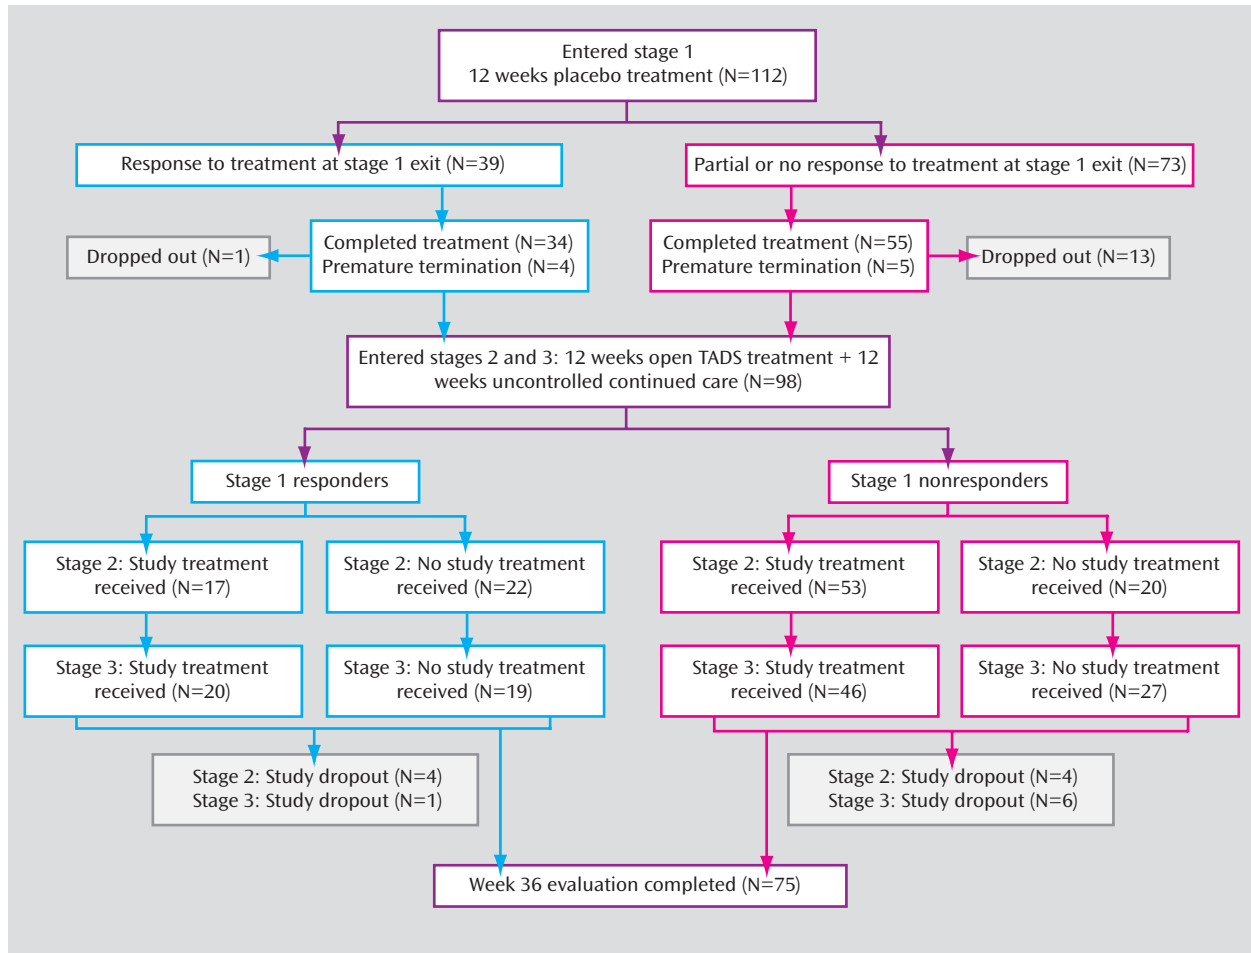 Entered stage 1
12 weeks placebo treatment (N=112)
Response to treatment at stage 1 exit (N=39)
Partial or no response to treatment at stage 1 exit (N=73)
Dropped out (N=1)
Completed treatment (N=34)
Premature termination (N=4)
Completed treatment (N=55)
Premature termination (N=5)
Dropped out (N=13)
Entered stages 2 and 3: 12 weeks open TADS treatment + 12
weeks uncontrolled continued care (N=98)
Stage 1 responders
Stage 1 nonresponders
Stage 2: Study treatment
received (N=17)
Stage 2: No study treatment
received (N=22)
Stage 2: Study treatment
received (N=53)
Stage 2: No study treatment
received (N=20)
Stage 3: Study treatment
received (N=20)
Stage 3: No study treatment
received (N=19)
Stage 3: Study treatment
received (N=46)
Stage 3: No study treatment
received (N=27)
Stage 2: Study dropout (N=4)
Stage 3: Study dropout (N=1)
Stage 2: Study dropout (N=4)
Stage 3: Study dropout (N=6)
Week 36 evaluation completed (N=75)